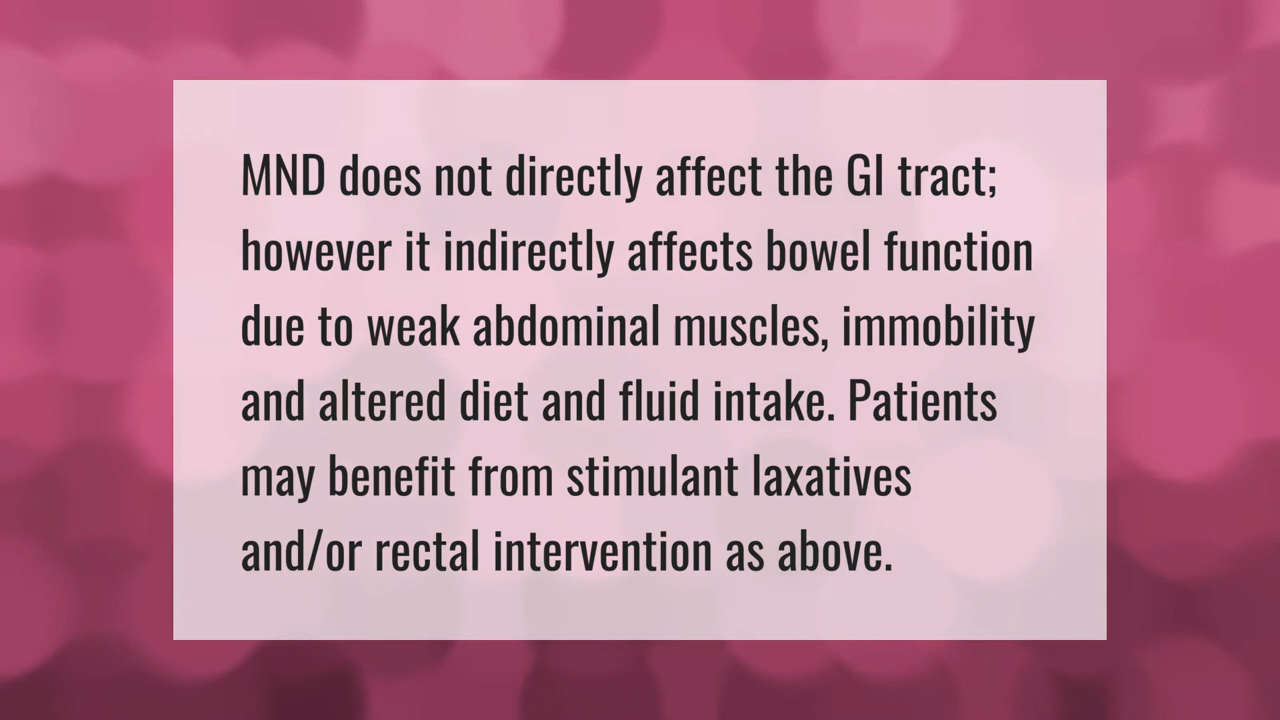 MND does not directly affect the GI tract;
however it indirectly affects bowel function
due to weak abdominal muscles, immobility
and altered diet and fluid intake. Patients
may benefit from stimulant laxatives
and/or rectal intervention as above.